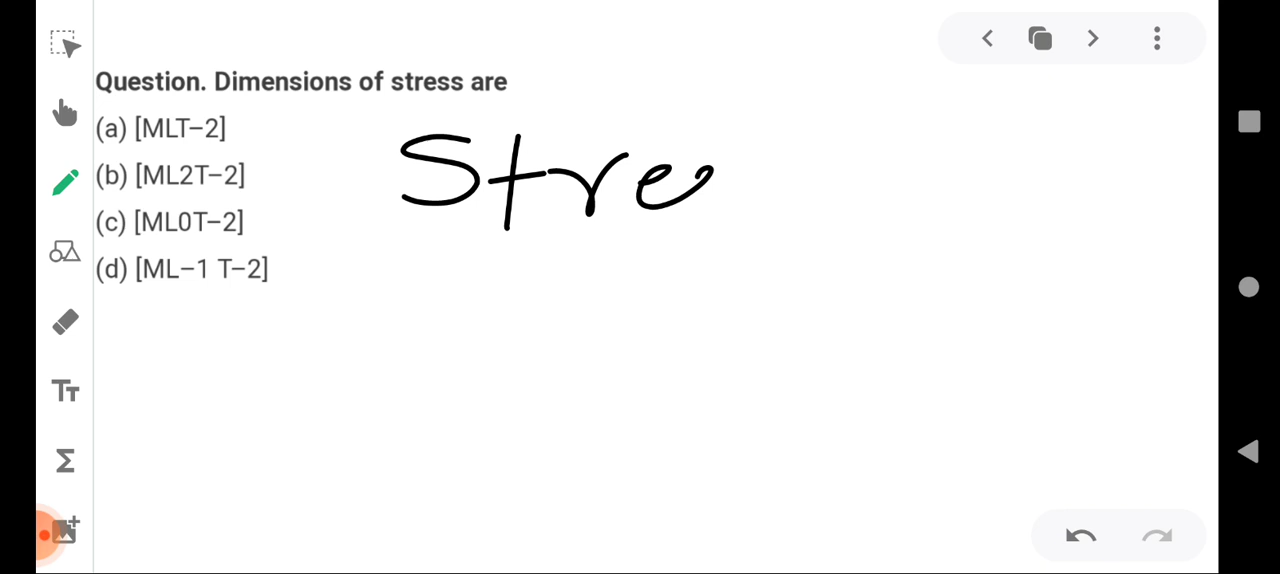 Question. Dimensions of stress are
(a) [MLT–2]
(b) [ML2T–2]
(c) [ML0T–2]
(d) [ML–1 T–2]
Stre